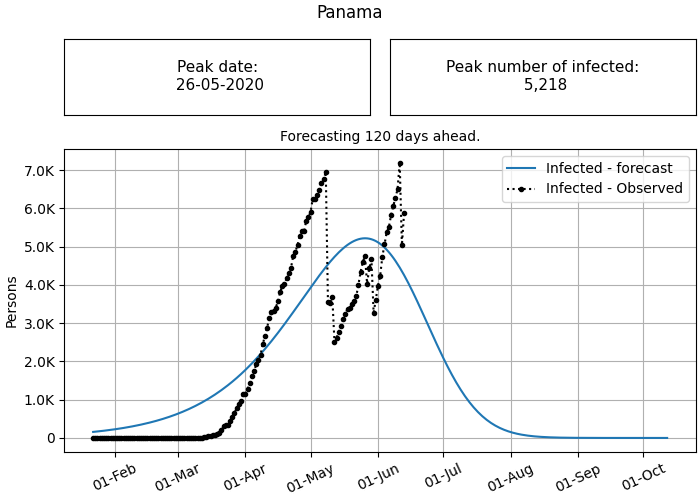 Panama
Peak date:
26-05-2020
Peak number of infected:
5,218
Forecasting 120 days ahead.
Infected - forecast
Infected - Observed
Persons
7.0K
6.0K
5.0K
4.0K
3.0K
2.0K
1.0K
0
01-Feb
01-Mar
01-Apr
01-May
01-Jun
01-Jul
01-Aug
01-Sep
01-Oct